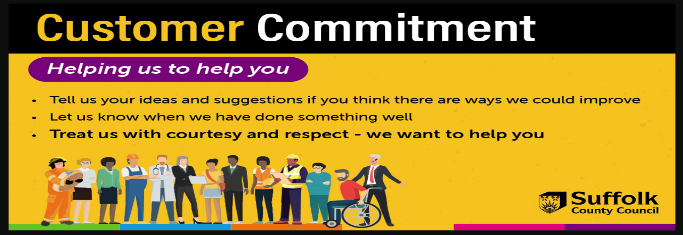 Customer Commitment
Helping us to help you
• Tell us your ideas and suggestions if you think there are ways we could improve
• Let us know when we have done something well
• Treat us with courtesy and respect - we want to help you
Suffolk
County Council